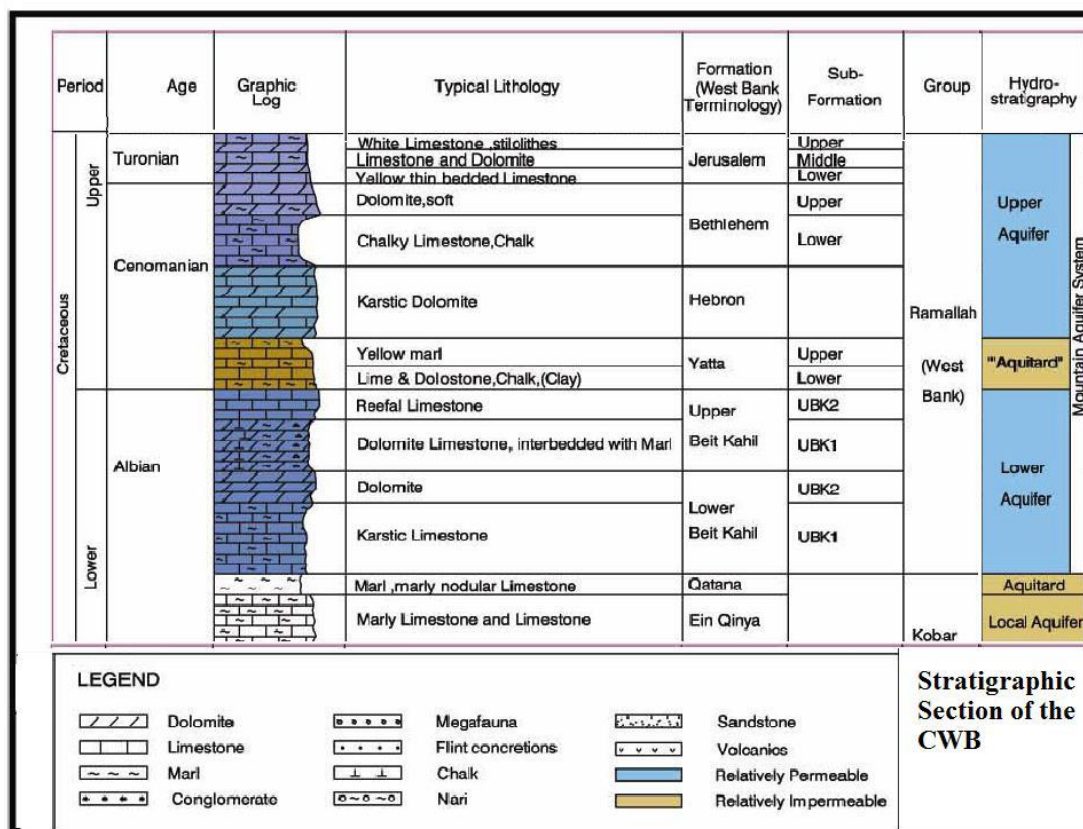 Period Age Graphic Log Typical Lithology Formation (West Bank Terminology) Sub-Formation Group Hydro-stratigraphy
Cretaceous
Upper
Lower
Turonian
Cenomanian
Albian
White Limestone ,stilolithes
Limestone and Dolomite
Yellow thin bedded Limestone
Dolomite,soft
Chalky Limestone,Chalk
Karstic Dolomite
Yellow marl
Lime & Dolostone,Chalk,(Clay)
Reefal Limestone
Dolomite Limestone, interbedded with Marl
Dolomite
Karstic Limestone
Marl ,marly nodular Limestone
Marly Limestone and Limestone
Jerusalem
Bethlehem
Hebron
Yatta
Upper
Beit Kahil
Lower
Beit Kahil
Qatana
Ein Qinya
Upper
Middle
Lower
Upper
Lower
Upper
Lower
UBK2
UBK1
UBK2
UBK1
Ramallah
(West
Bank)
Kobar
Upper
Aquifer
""Aquitard"
Lower
Aquifer
Aquitard
Local Aquifer
Mountain Aquifer System
LEGEND
Dolomite
Limestone
Marl
Conglomerate
Megafauna
Flint concretions
Chalk
Nari
Sandstone
Volcanics
Relatively Permeable
Relatively Impermeable
Stratigraphic
Section of the
CWB